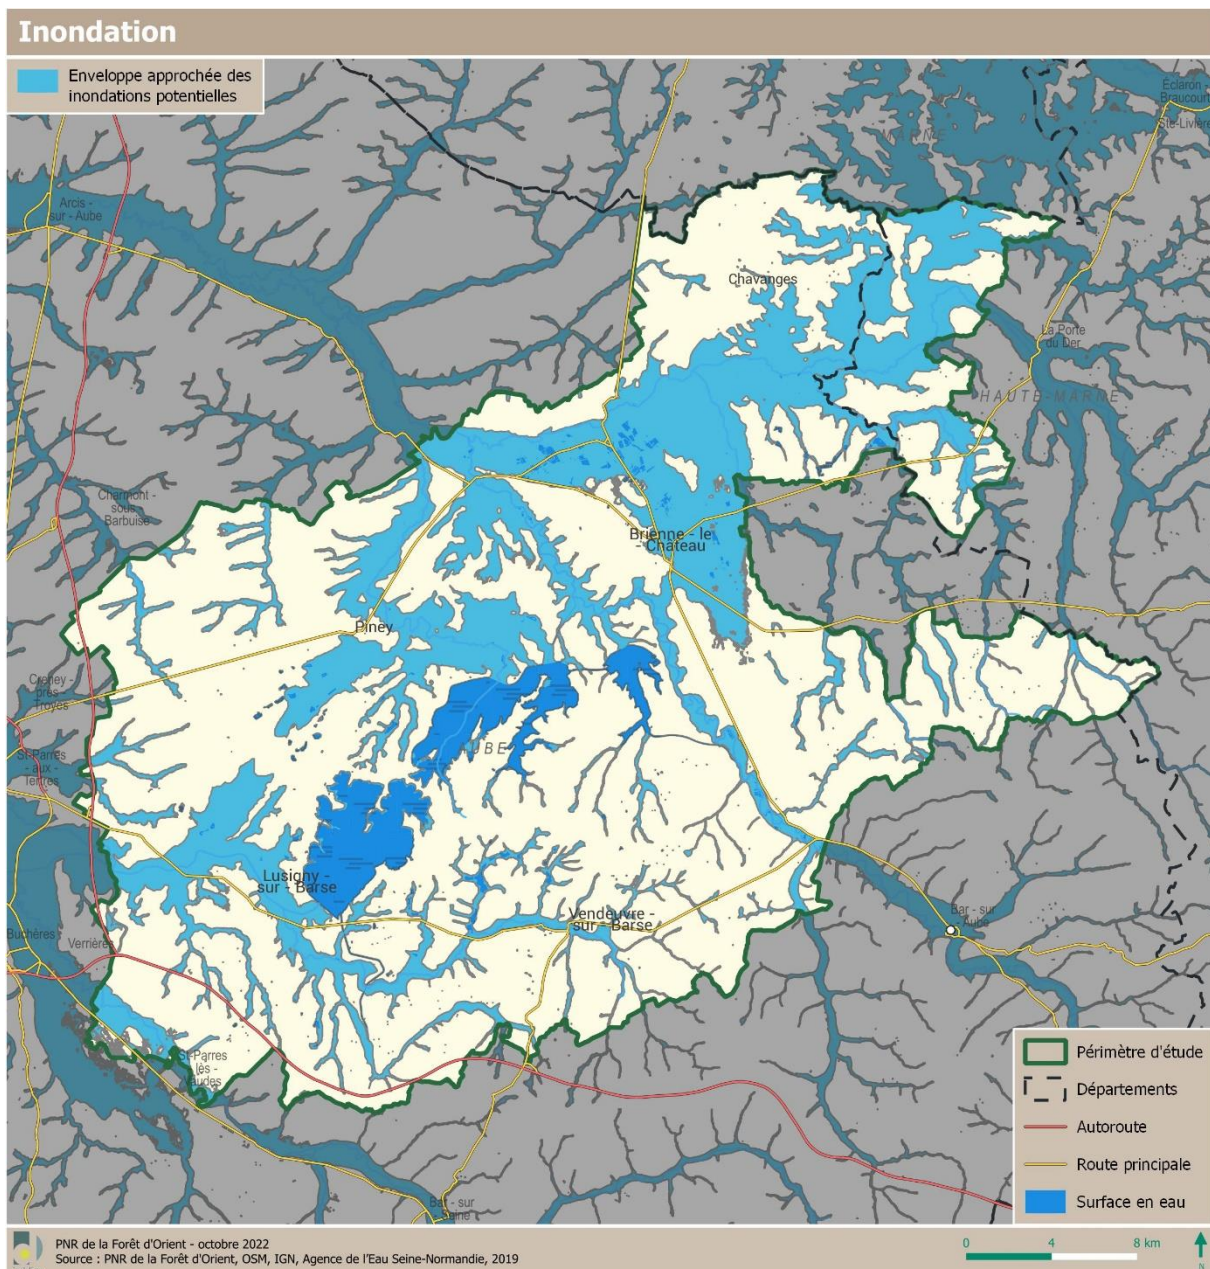 Inondation
Enveloppe approchée des
inondations potentielles
Éclaron -
Braucourt
- Ste-Livière
MARNE
Arcis -
sur - Aube
Chavanges
La Porte
du Der
HAUTE-MARNE
Charmont -
sous -
Barbuise
Brienne - le
- Château
Piney
Creney -
près -
Troyes
St-Parres
- aux -
Tertres
AUBE
Lusigny -
sur - Barse
Vendeuvre -
sur - Barse
Bar - sur
- Aube
Buchères
Verrières
St-Parres
lès -
Vaudes
Bar - sur
- Seine
Périmètre d'étude
Départements
Autoroute
Route principale
Surface en eau
PNR de la Forêt d'Orient - octobre 2022
Source : PNR de la Forêt d'Orient, OSM, IGN, Agence de l'Eau Seine-Normandie, 2019
0 4 8 km
N